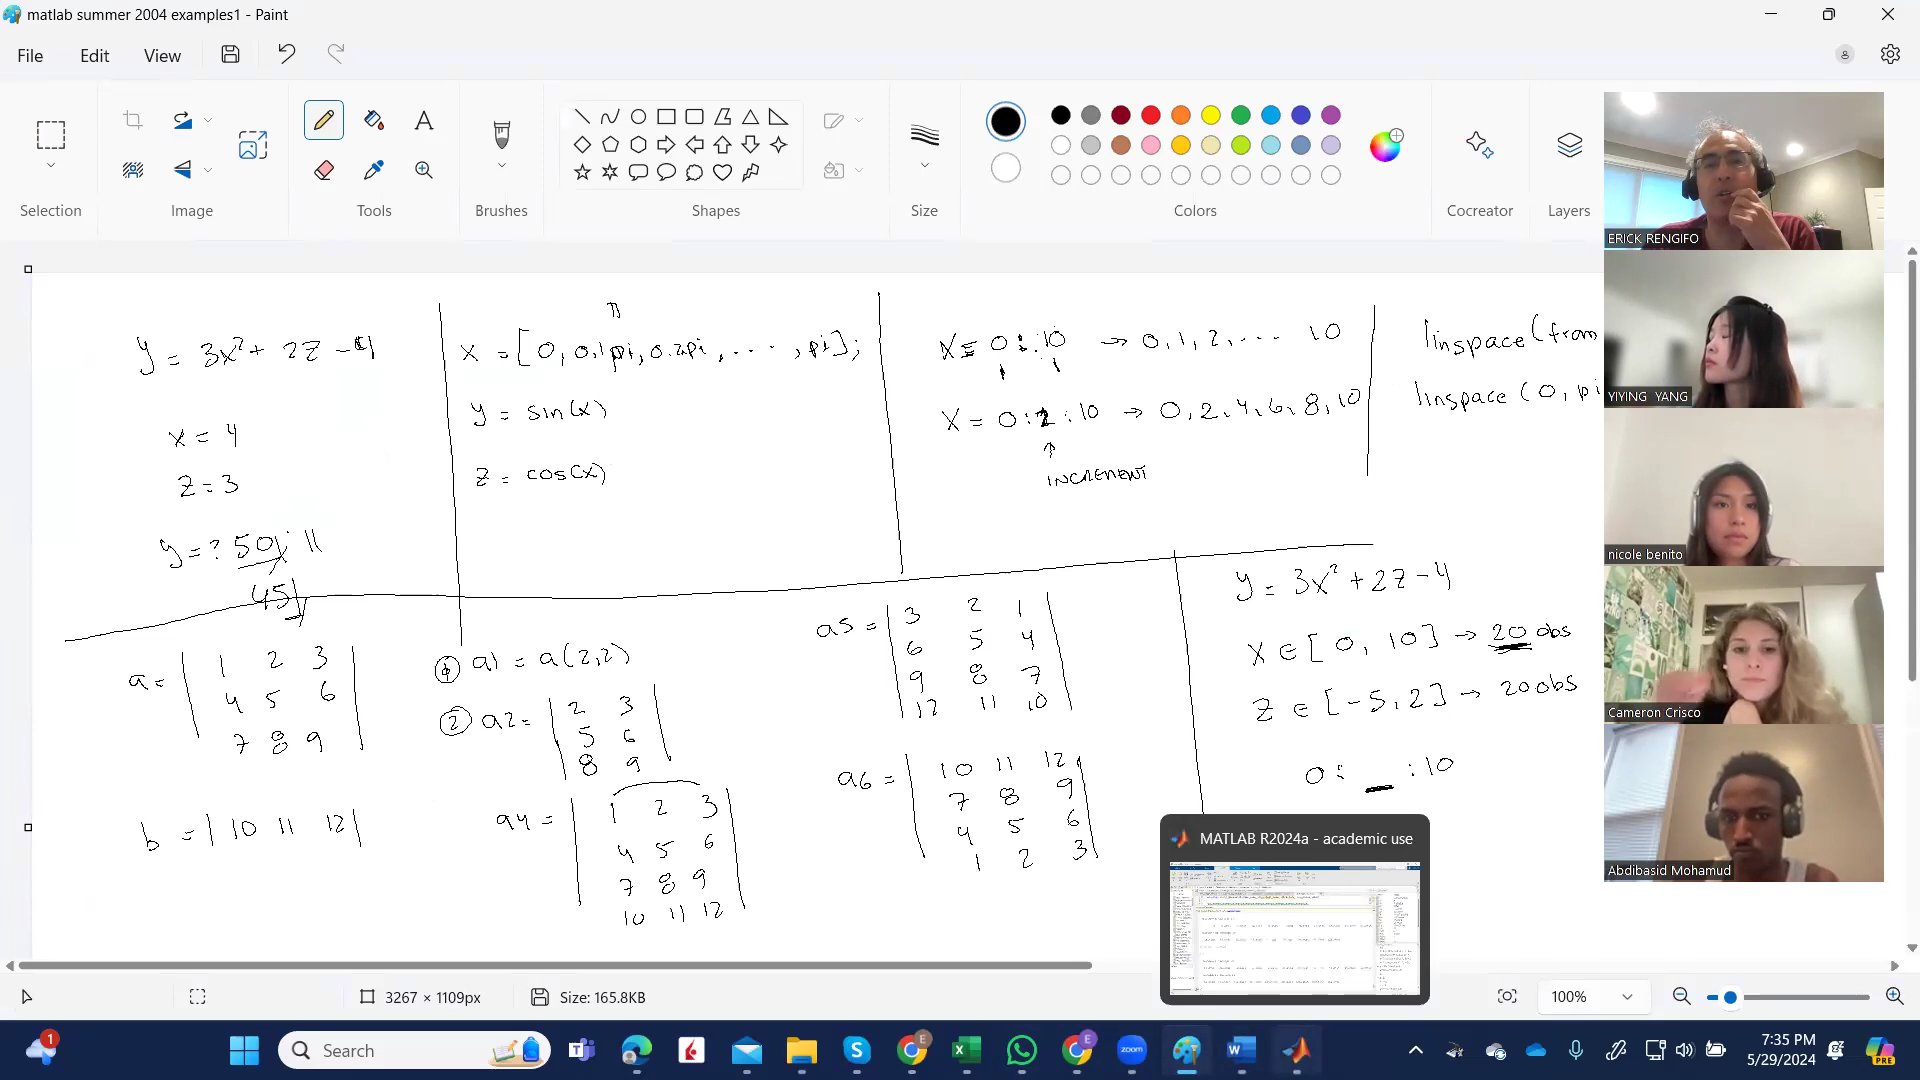 matlab summer 2004 examples1 - Paint
File Edit View
Selection Image Tools Brushes Shapes Size Colors Cocreator Layers
y = 3x² + 2z - 4
x = 4
z = 3
y = ? 50
45
π
x = [0, 0.1pi, 0.2pi, ..., pi];
y = sin(x)
z = cos(x)
x = 0:10 → 0, 1, 2, ... 10
x = 0:2:10 → 0, 2, 4, 6, 8, 10
INCREMENT
linspace(from
linspace(0, pi
a = | 1 2 3 |
4 5 6
7 8 9
b = | 10 11 12 |
① a1 = a(2,2)
② a2 = | 2 3 |
5 6
8 9
a4 = | 1 2 3 |
4 5 6
7 8 9
10 11 12
a5 = | 3 2 1 |
6 5 4
9 8 7
12 11 10
a6 = | 10 11 12 |
7 8 9
4 5 6
1 2 3
y = 3x² + 2z - 4
x ∈ [0, 10] → 20 obs
z ∈ [-5, 2] → 20 obs
0: __ :10
MATLAB R2024a - academic use
ERICK RENGIFO
YIYING YANG
nicole benito
Cameron Crisco
Abdibasid Mohamud
3267 × 1109px
Size: 165.8KB
100%
1
Search
zoom
7:35 PM
5/29/2024
PRE